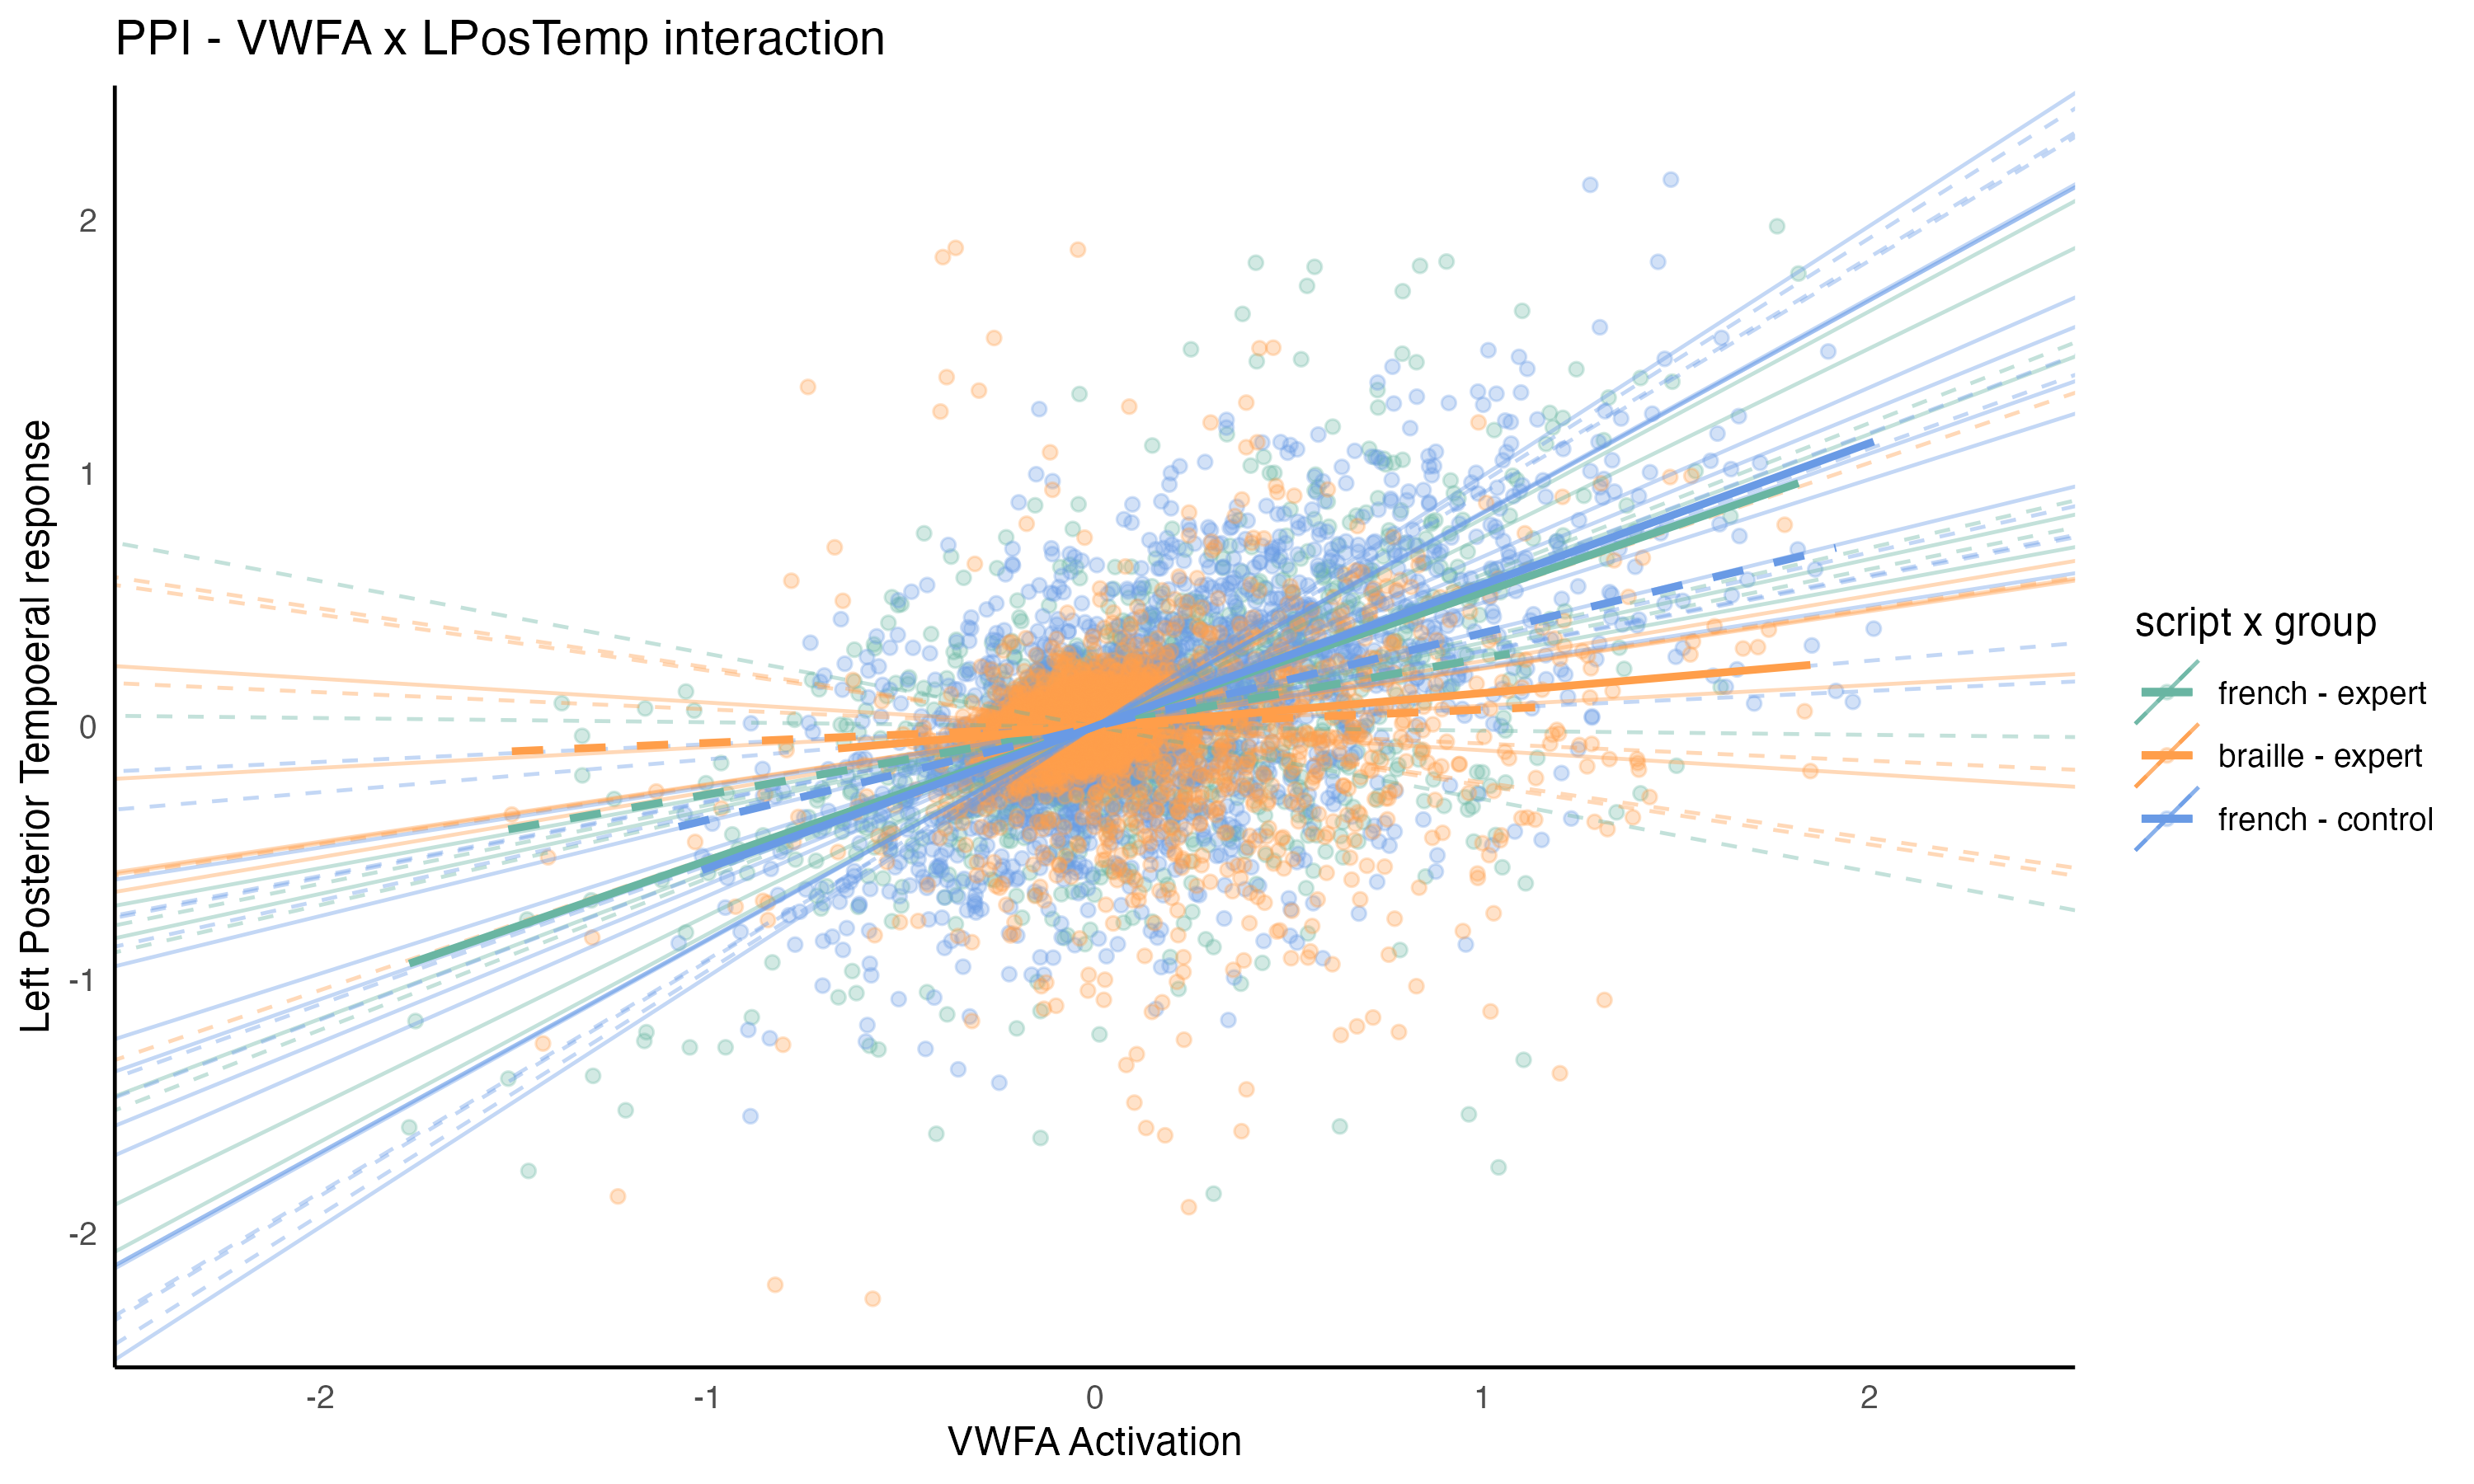 PPI - VWFA x LPosTemp interaction
Left Posterior Tempoeral response
2
1
0
-1
-2
-2
-1
0
1
2
VWFA Activation
script x group
french - expert
braille - expert
french - control